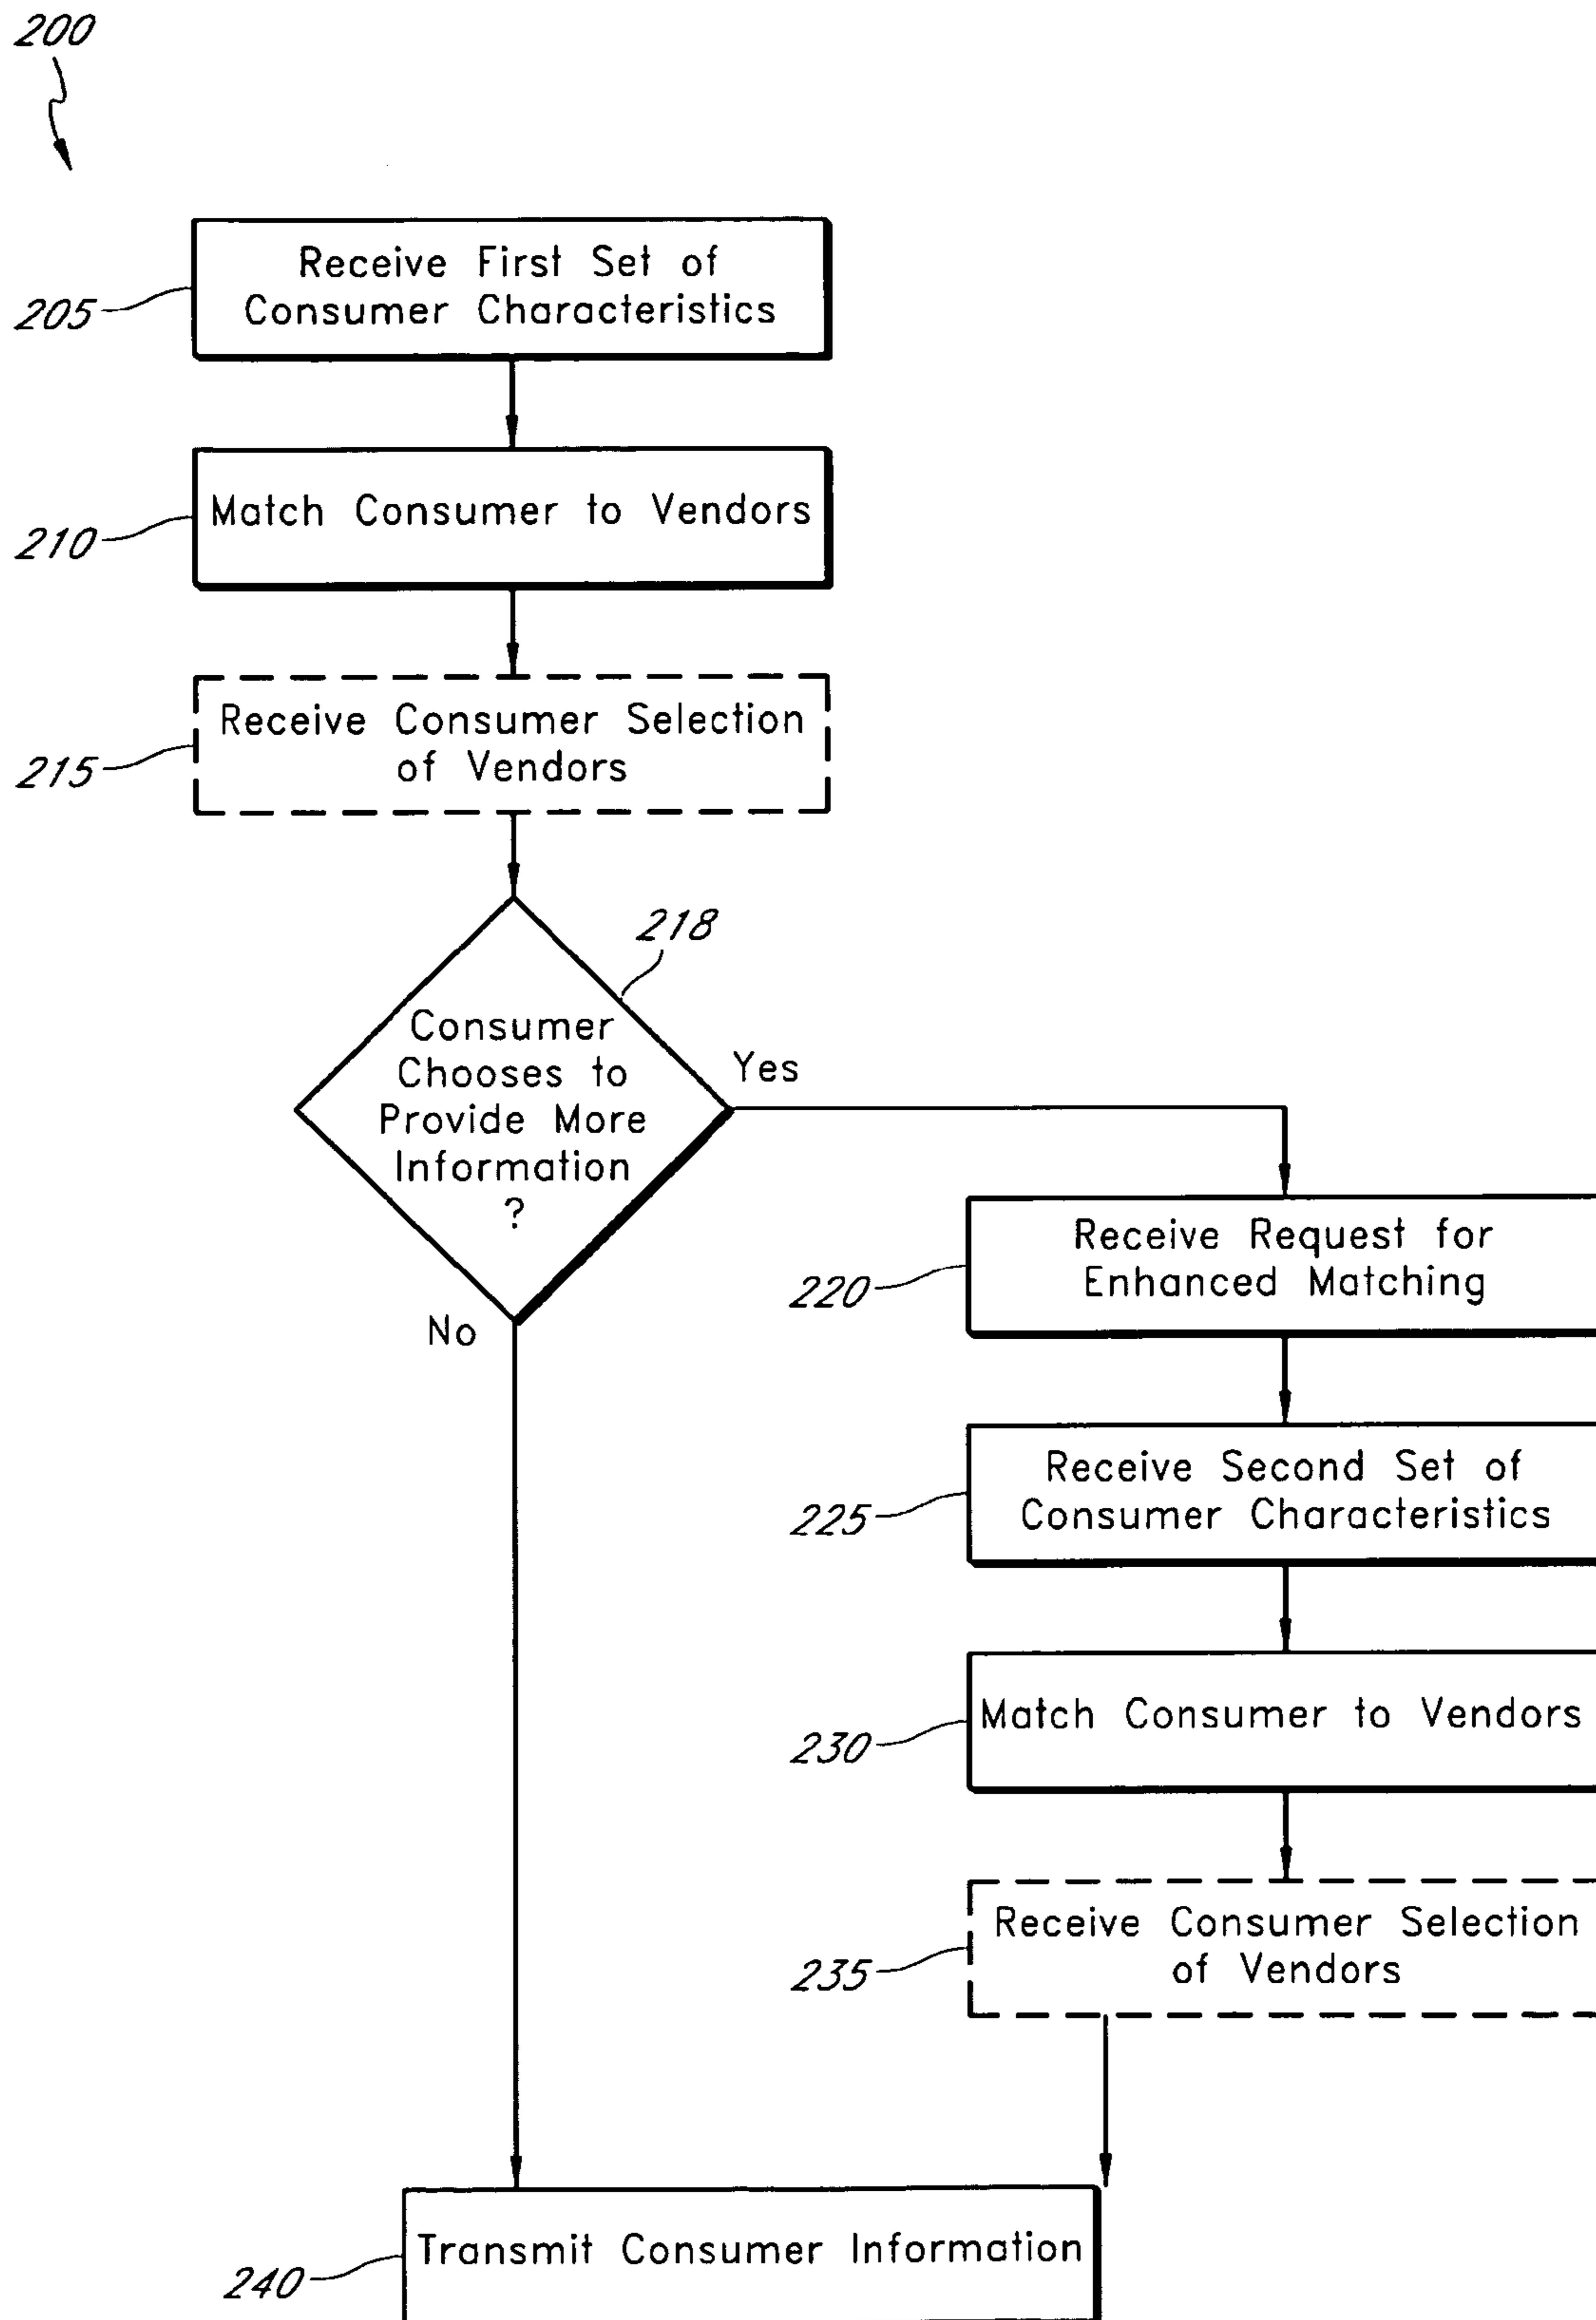 200
Receive First Set of
Consumer Characteristics
205
Match Consumer to Vendors
210
Receive Consumer Selection
of Vendors
215
218
Consumer
Chooses to
Provide More
Information
?
Yes
No
Receive Request for
Enhanced Matching
220
Receive Second Set of
Consumer Characteristics
225
Match Consumer to Vendors
230
Receive Consumer Selection
of Vendors
235
Transmit Consumer Information
240